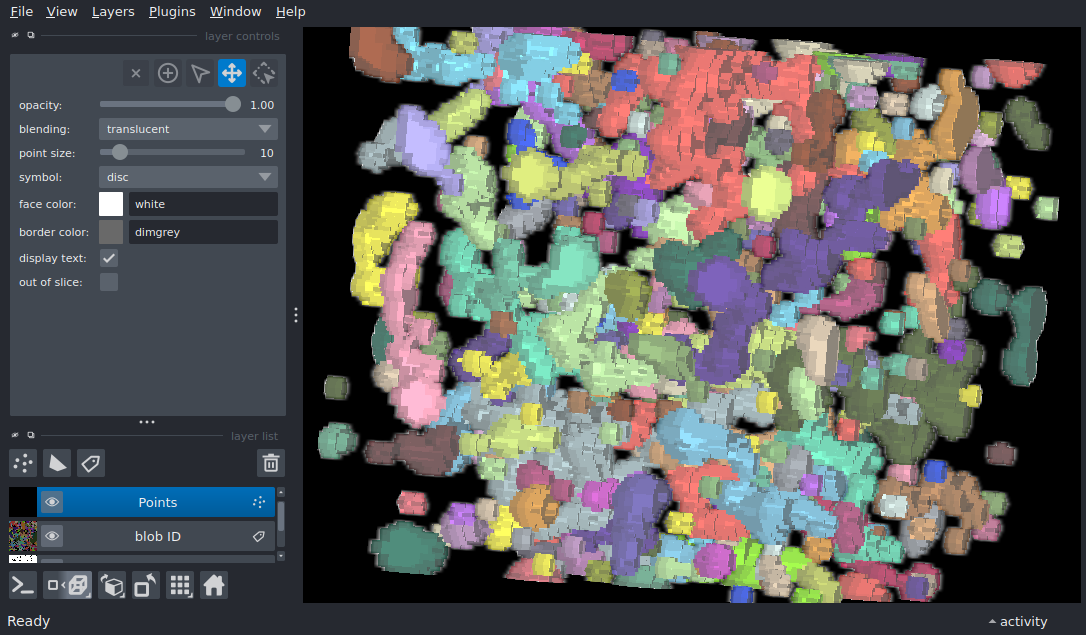 File View Layers Plugins Window Help
layer controls
opacity: 1.00
blending: translucent
point size: 10
symbol: disc
face color: white
border color: dimgrey
display text:
out of slice:
layer list
Points
blob ID
Ready
activity